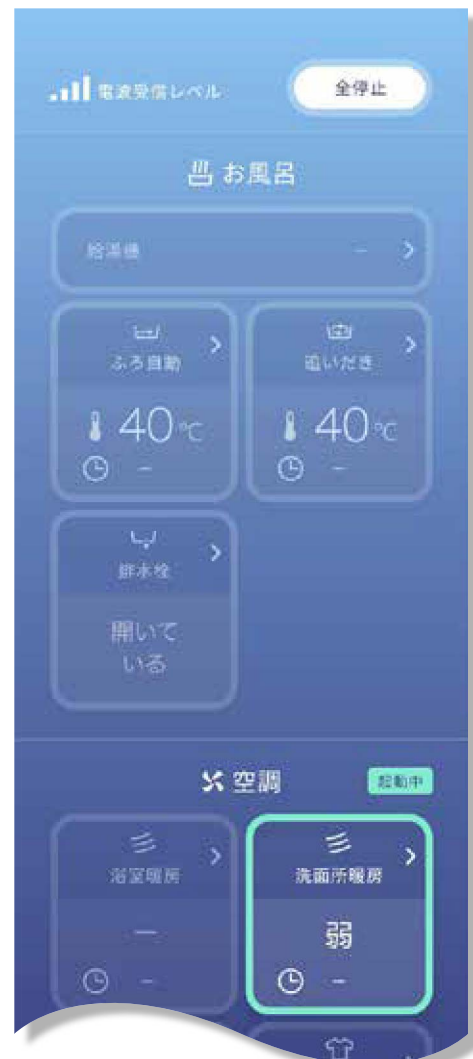 電波受信レベル
全停止
お風呂
給湯機
–
ふろ自動
追いだき
40℃
40℃
–
–
排水栓
開いて
いる
空調
起動中
浴室暖房
洗面所暖房
–
弱
–
–